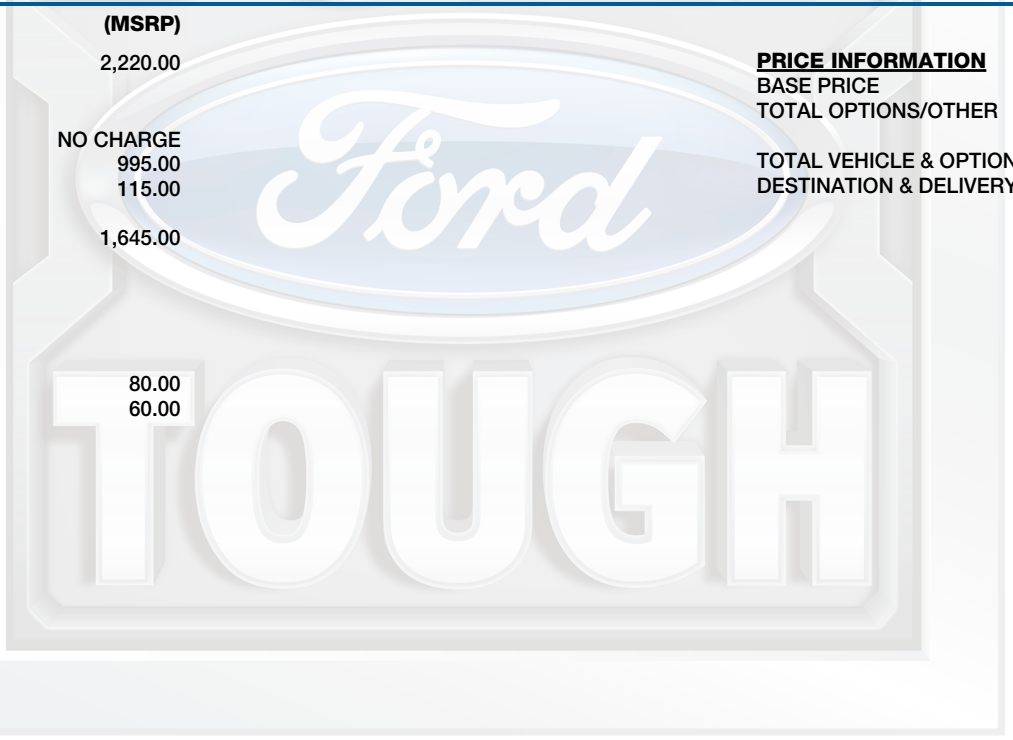 (MSRP)
2,220.00
NO CHARGE
995.00
115.00
1,645.00
80.00
60.00
PRICE INFORMATION
BASE PRICE
TOTAL OPTIONS/OTHER
TOTAL VEHICLE & OPTION
DESTINATION & DELIVERY
Ford
TOUGH